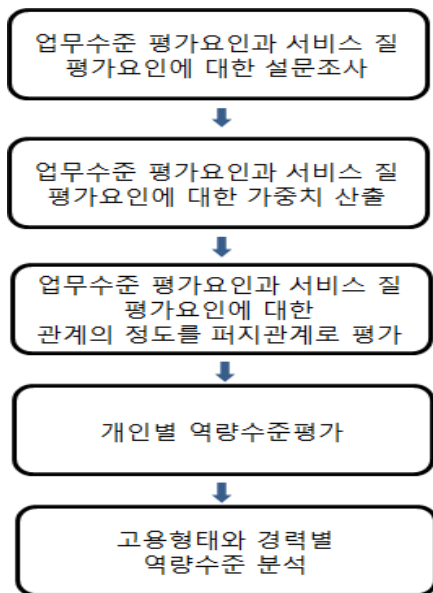 업무수준 평가요인과 서비스 질
평가요인에 대한 설문조사
업무수준 평가요인과 서비스 질
평가요인에 대한 가중치 산출
업무수준 평가요인과 서비스 질
평가요인에 대한
관계의 정도를 퍼지관계로 평가
개인별 역량수준평가
고용형태와 경력별
역량수준 분석